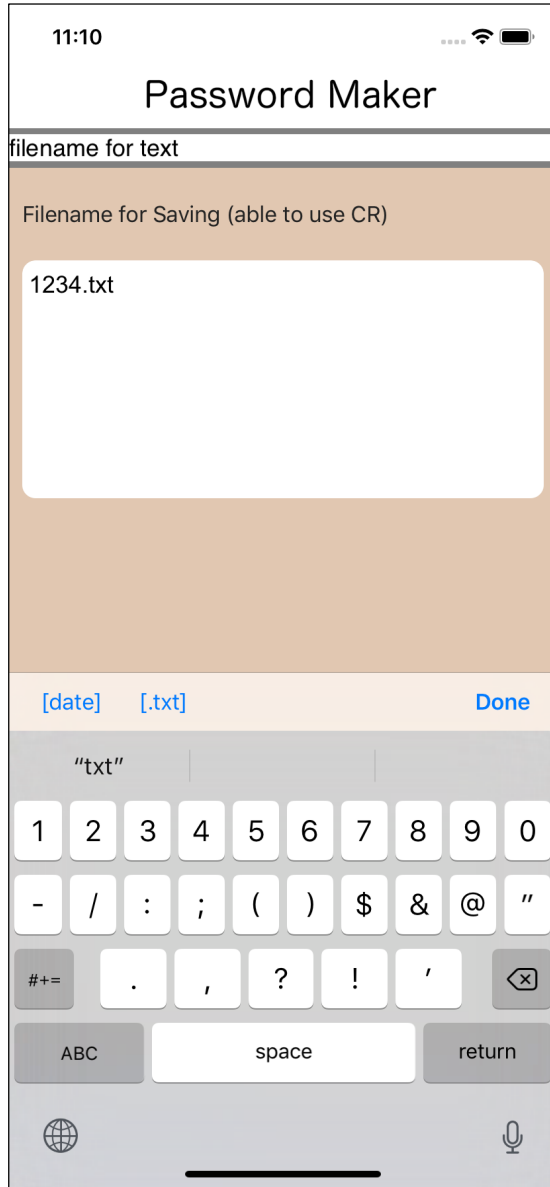 11:10
Password Maker
filename for text
Filename for Saving (able to use CR)
1234.txt
[date] [.txt] Done
“txt”
1 2 3 4 5 6 7 8 9 0
- / : ; ( ) $ & @ "
#+= . , ? ! '
ABC space return